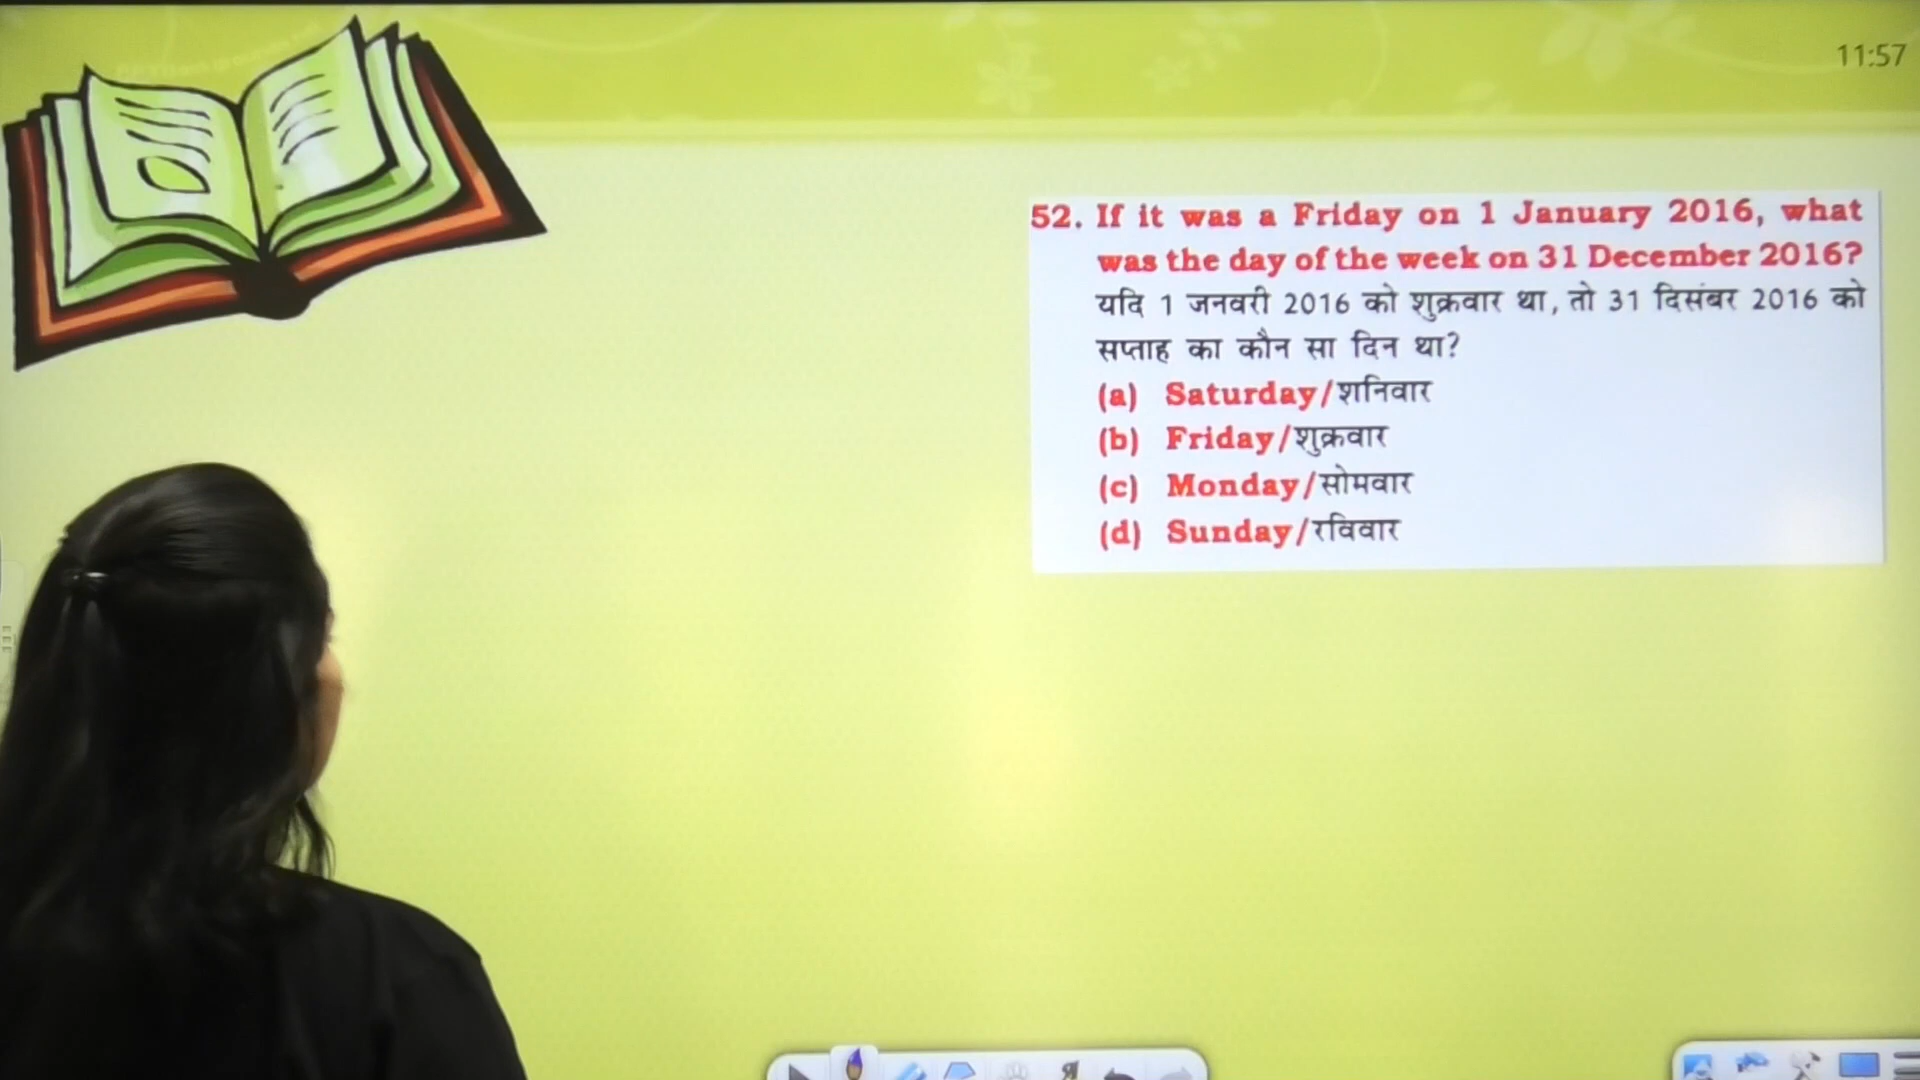 11:57
52. If it was a Friday on 1 January 2016, what
was the day of the week on 31 December 2016?
यदि 1 जनवरी 2016 को शुक्रवार था, तो 31 दिसंबर 2016 को
सप्ताह का कौन सा दिन था?
(a) Saturday/शनिवार
(b) Friday/शुक्रवार
(c) Monday/सोमवार
(d) Sunday/रविवार